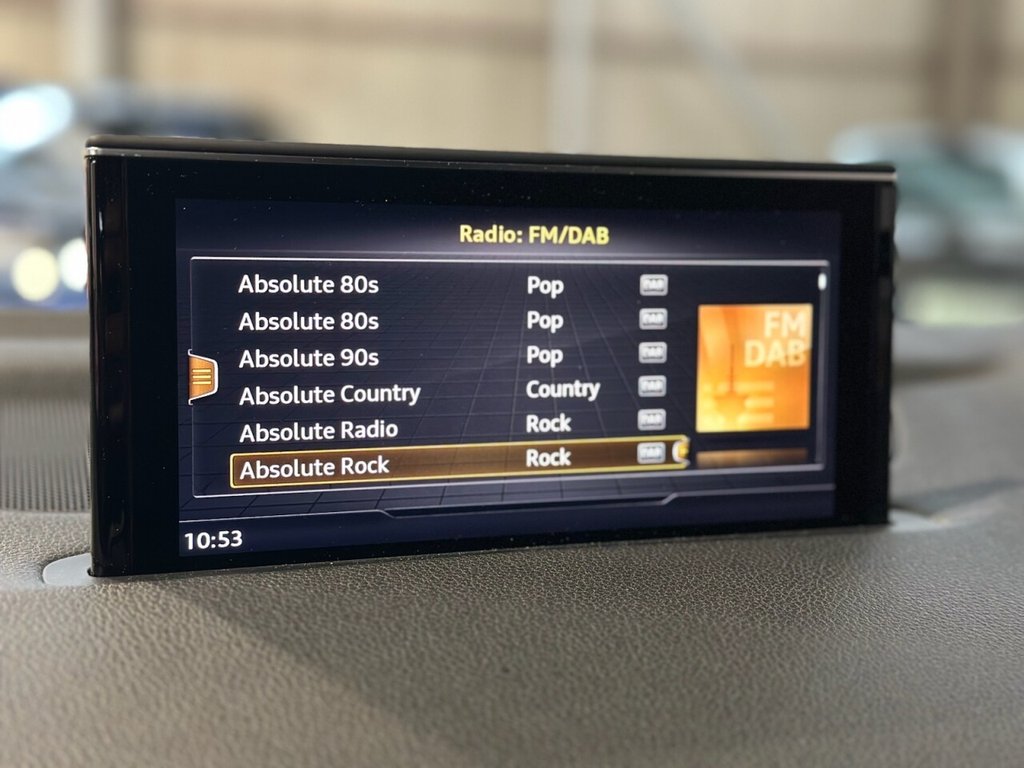 Radio: FM/DAB
Absolute 80s Pop DAB
Absolute 80s Pop DAB
Absolute 90s Pop DAB
Absolute Country Country DAB
Absolute Radio Rock DAB
Absolute Rock Rock DAB
FM
DAB
10:53